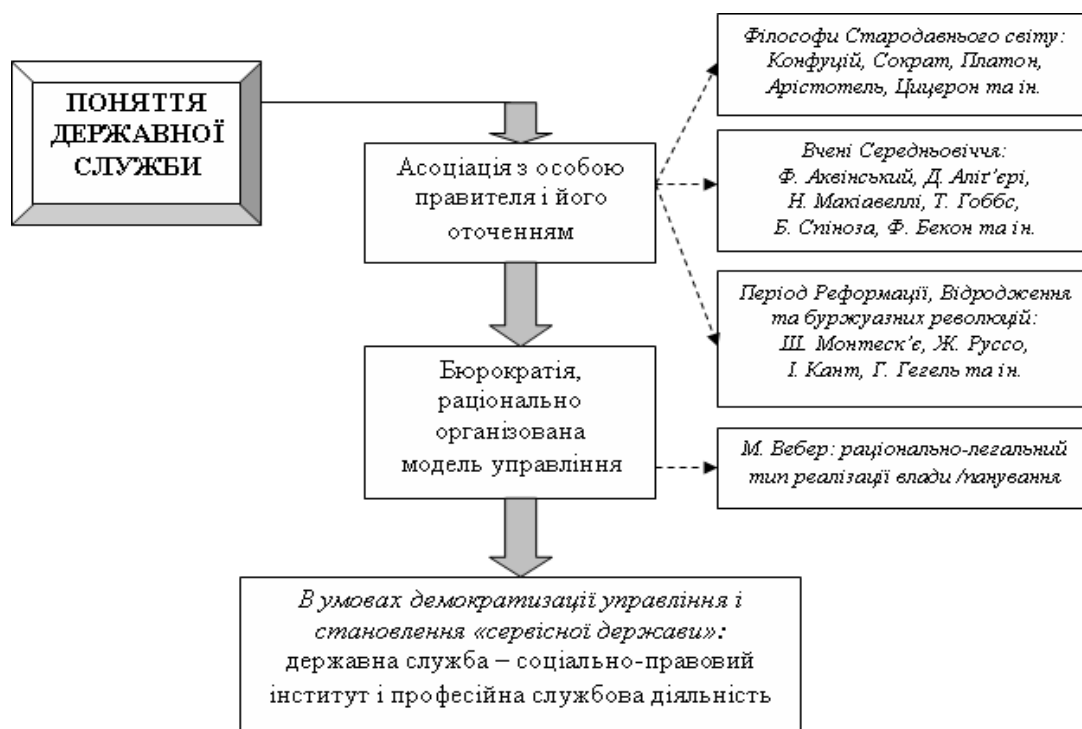 ПОНЯТТЯ
ДЕРЖАВНОЇ
СЛУЖБИ
Асоціація з особою
правителя і його
оточенням
Філософи Стародавнього світу:
Конфуцій, Сократ, Платон,
Арістотель, Цицерон та ін.
Вчені Середньовіччя:
Ф. Аквінський, Д. Аліґ’єрі,
Н. Макіавеллі, Т. Гоббс,
Б. Спіноза, Ф. Бекон та ін.
Період Реформації, Відродження
та буржуазних революцій:
Ш. Монтеск’є, Ж. Руссо,
І. Кант, Г. Гегель та ін.
Бюрократія,
раціонально
організована
модель управління
М. Вебер: раціонально-легальний
тип реалізації влади /панування
В умовах демократизації управління і
становлення «сервісної держави»:
державна служба – соціально-правовий
інститут і професійна службова діяльність